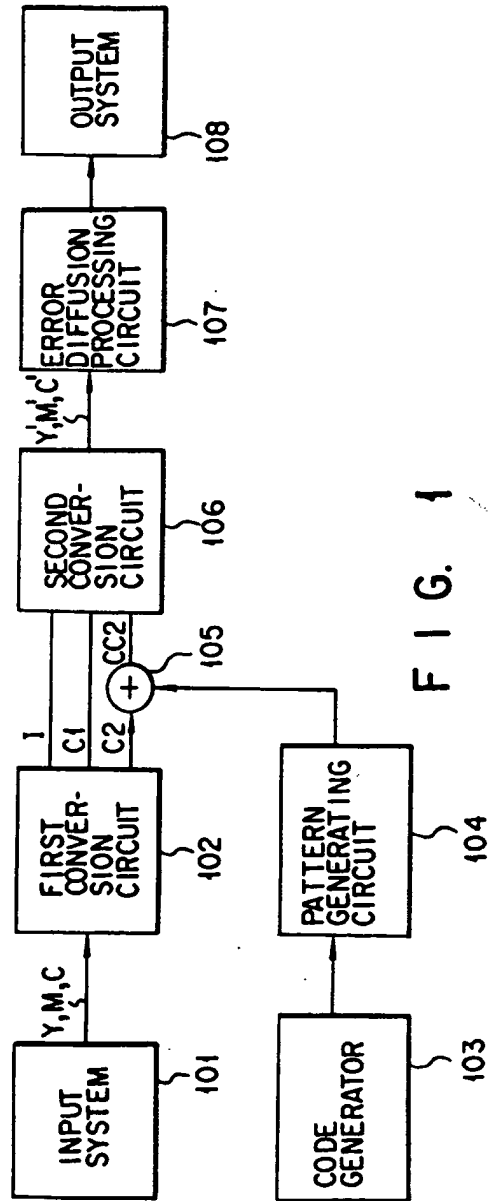 INPUT
SYSTEM
101
Y,M,C
FIRST
CONVER-
SION
CIRCUIT
102
I
C1
C2
+
105
CC2
SECOND
CONVER-
SION
CIRCUIT
106
Y',M',C'
ERROR
DIFFUSION
PROCESSING
CIRCUIT
107
OUTPUT
SYSTEM
108
CODE
GENERATOR
103
PATTERN
GENERATING
CIRCUIT
104
FIG. 1